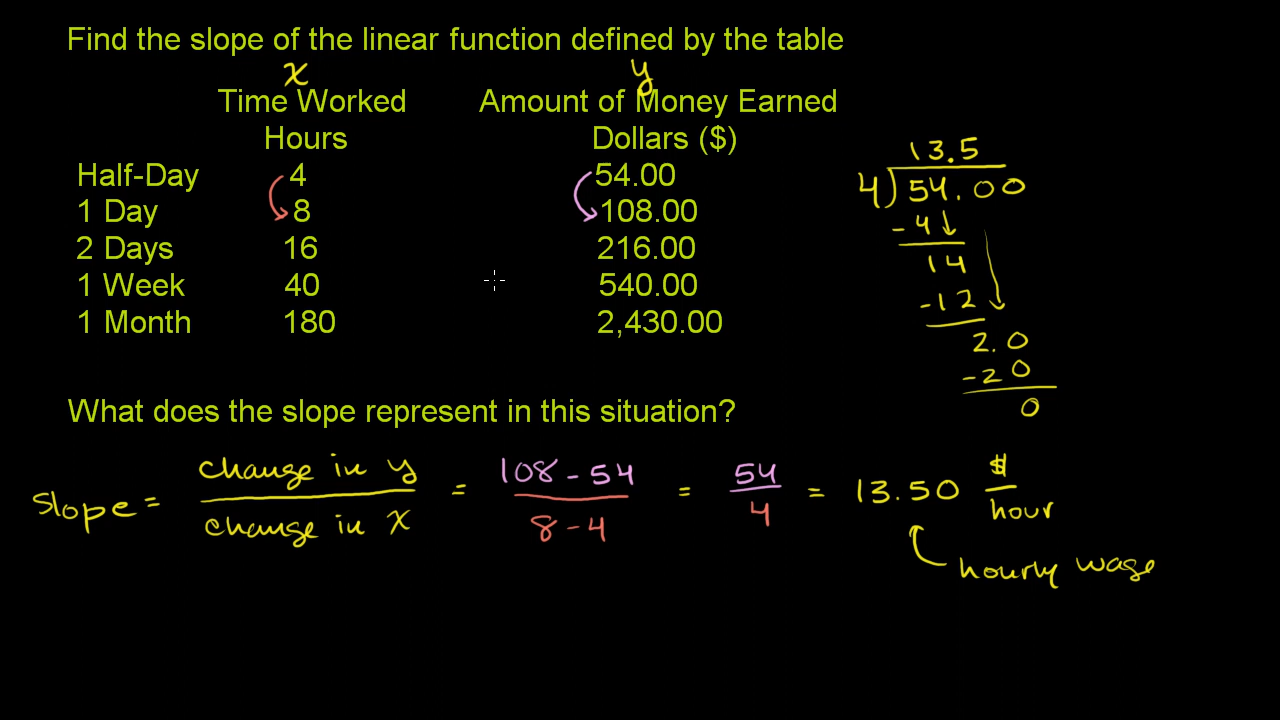 Find the slope of the linear function defined by the table
x y
Time Worked Amount of Money Earned
Hours Dollars ($)
Half-Day 4 54.00
1 Day 8 108.00
2 Days 16 216.00
1 Week 40 540.00
1 Month 180 2,430.00
13.5
4 ) 54.00
- 4
14
- 12
2.0
- 20
0
What does the slope represent in this situation?
slope = change in y / change in x = 108 - 54 / 8 - 4 = 54 / 4 = 13.50 $ / hour
hourly wage